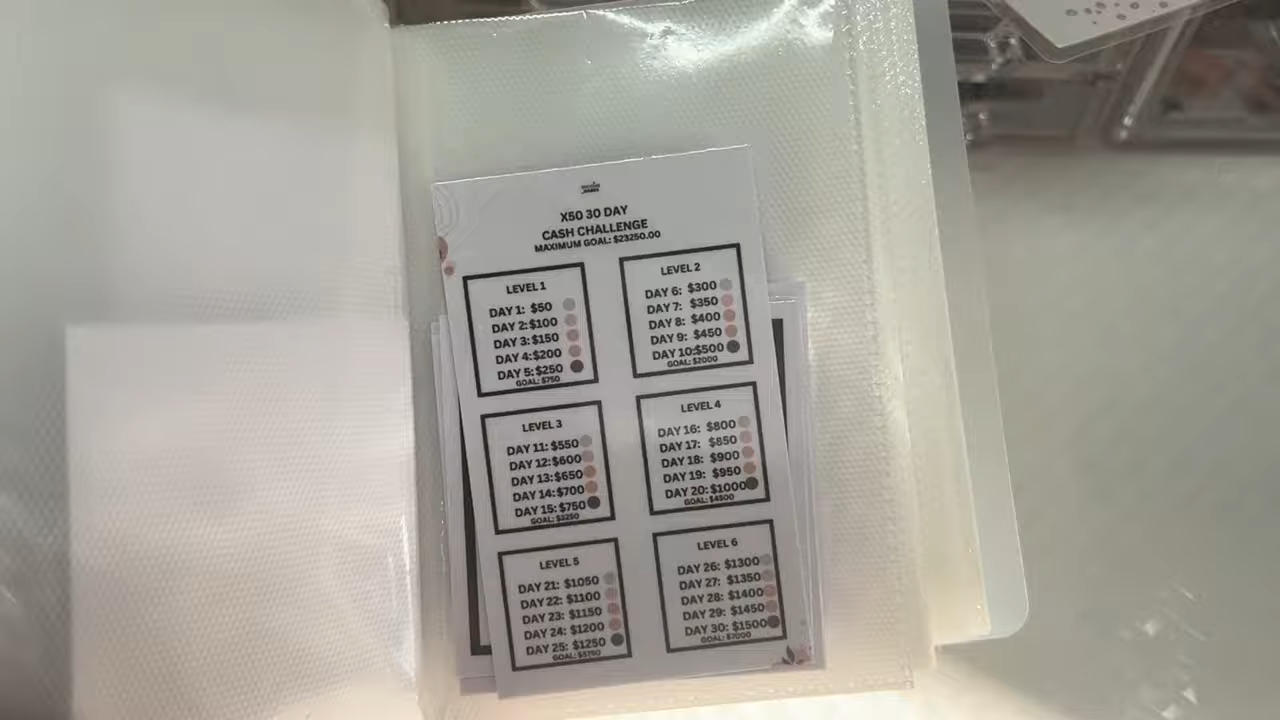 X50 30 DAY
CASH CHALLENGE
MAXIMUM GOAL: $23250.00
LEVEL 1
DAY 1: $50
DAY 2: $100
DAY 3: $150
DAY 4: $200
DAY 5: $250
GOAL: $750
LEVEL 2
DAY 6: $300
DAY 7: $350
DAY 8: $400
DAY 9: $450
DAY 10: $500
GOAL: $2000
LEVEL 3
DAY 11: $550
DAY 12: $600
DAY 13: $650
DAY 14: $700
DAY 15: $750
GOAL: $3250
LEVEL 4
DAY 16: $800
DAY 17: $850
DAY 18: $900
DAY 19: $950
DAY 20: $1000
GOAL: $4500
LEVEL 5
DAY 21: $1050
DAY 22: $1100
DAY 23: $1150
DAY 24: $1200
DAY 25: $1250
GOAL: $5750
LEVEL 6
DAY 26: $1300
DAY 27: $1350
DAY 28: $1400
DAY 29: $1450
DAY 30: $1500
GOAL: $7000